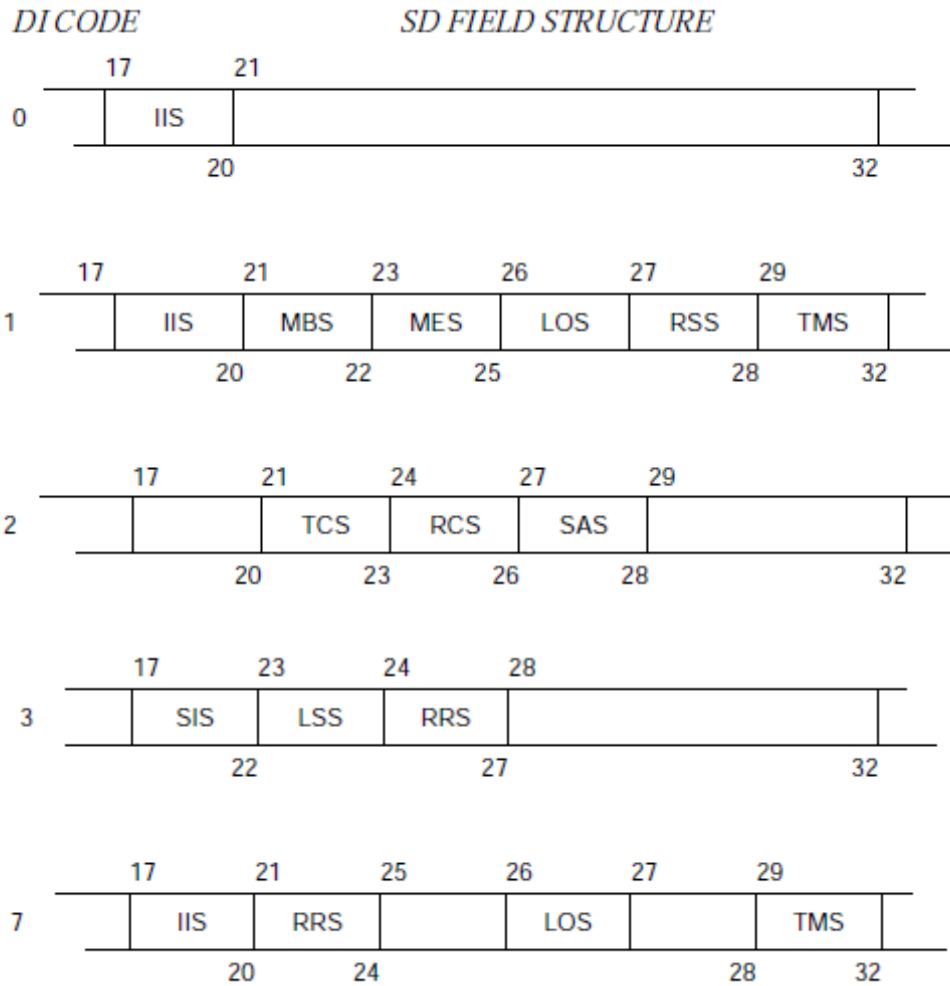 DI CODE SD FIELD STRUCTURE
17 21
0 IIS
20 32
17 21 23 26 27 29
1 IIS MBS MES LOS RSS TMS
20 22 25 28 32
17 21 24 27 29
2 TCS RCS SAS
20 23 26 28 32
17 23 24 28
3 SIS LSS RRS
22 27 32
17 21 25 26 27 29
7 IIS RRS LOS TMS
20 24 28 32